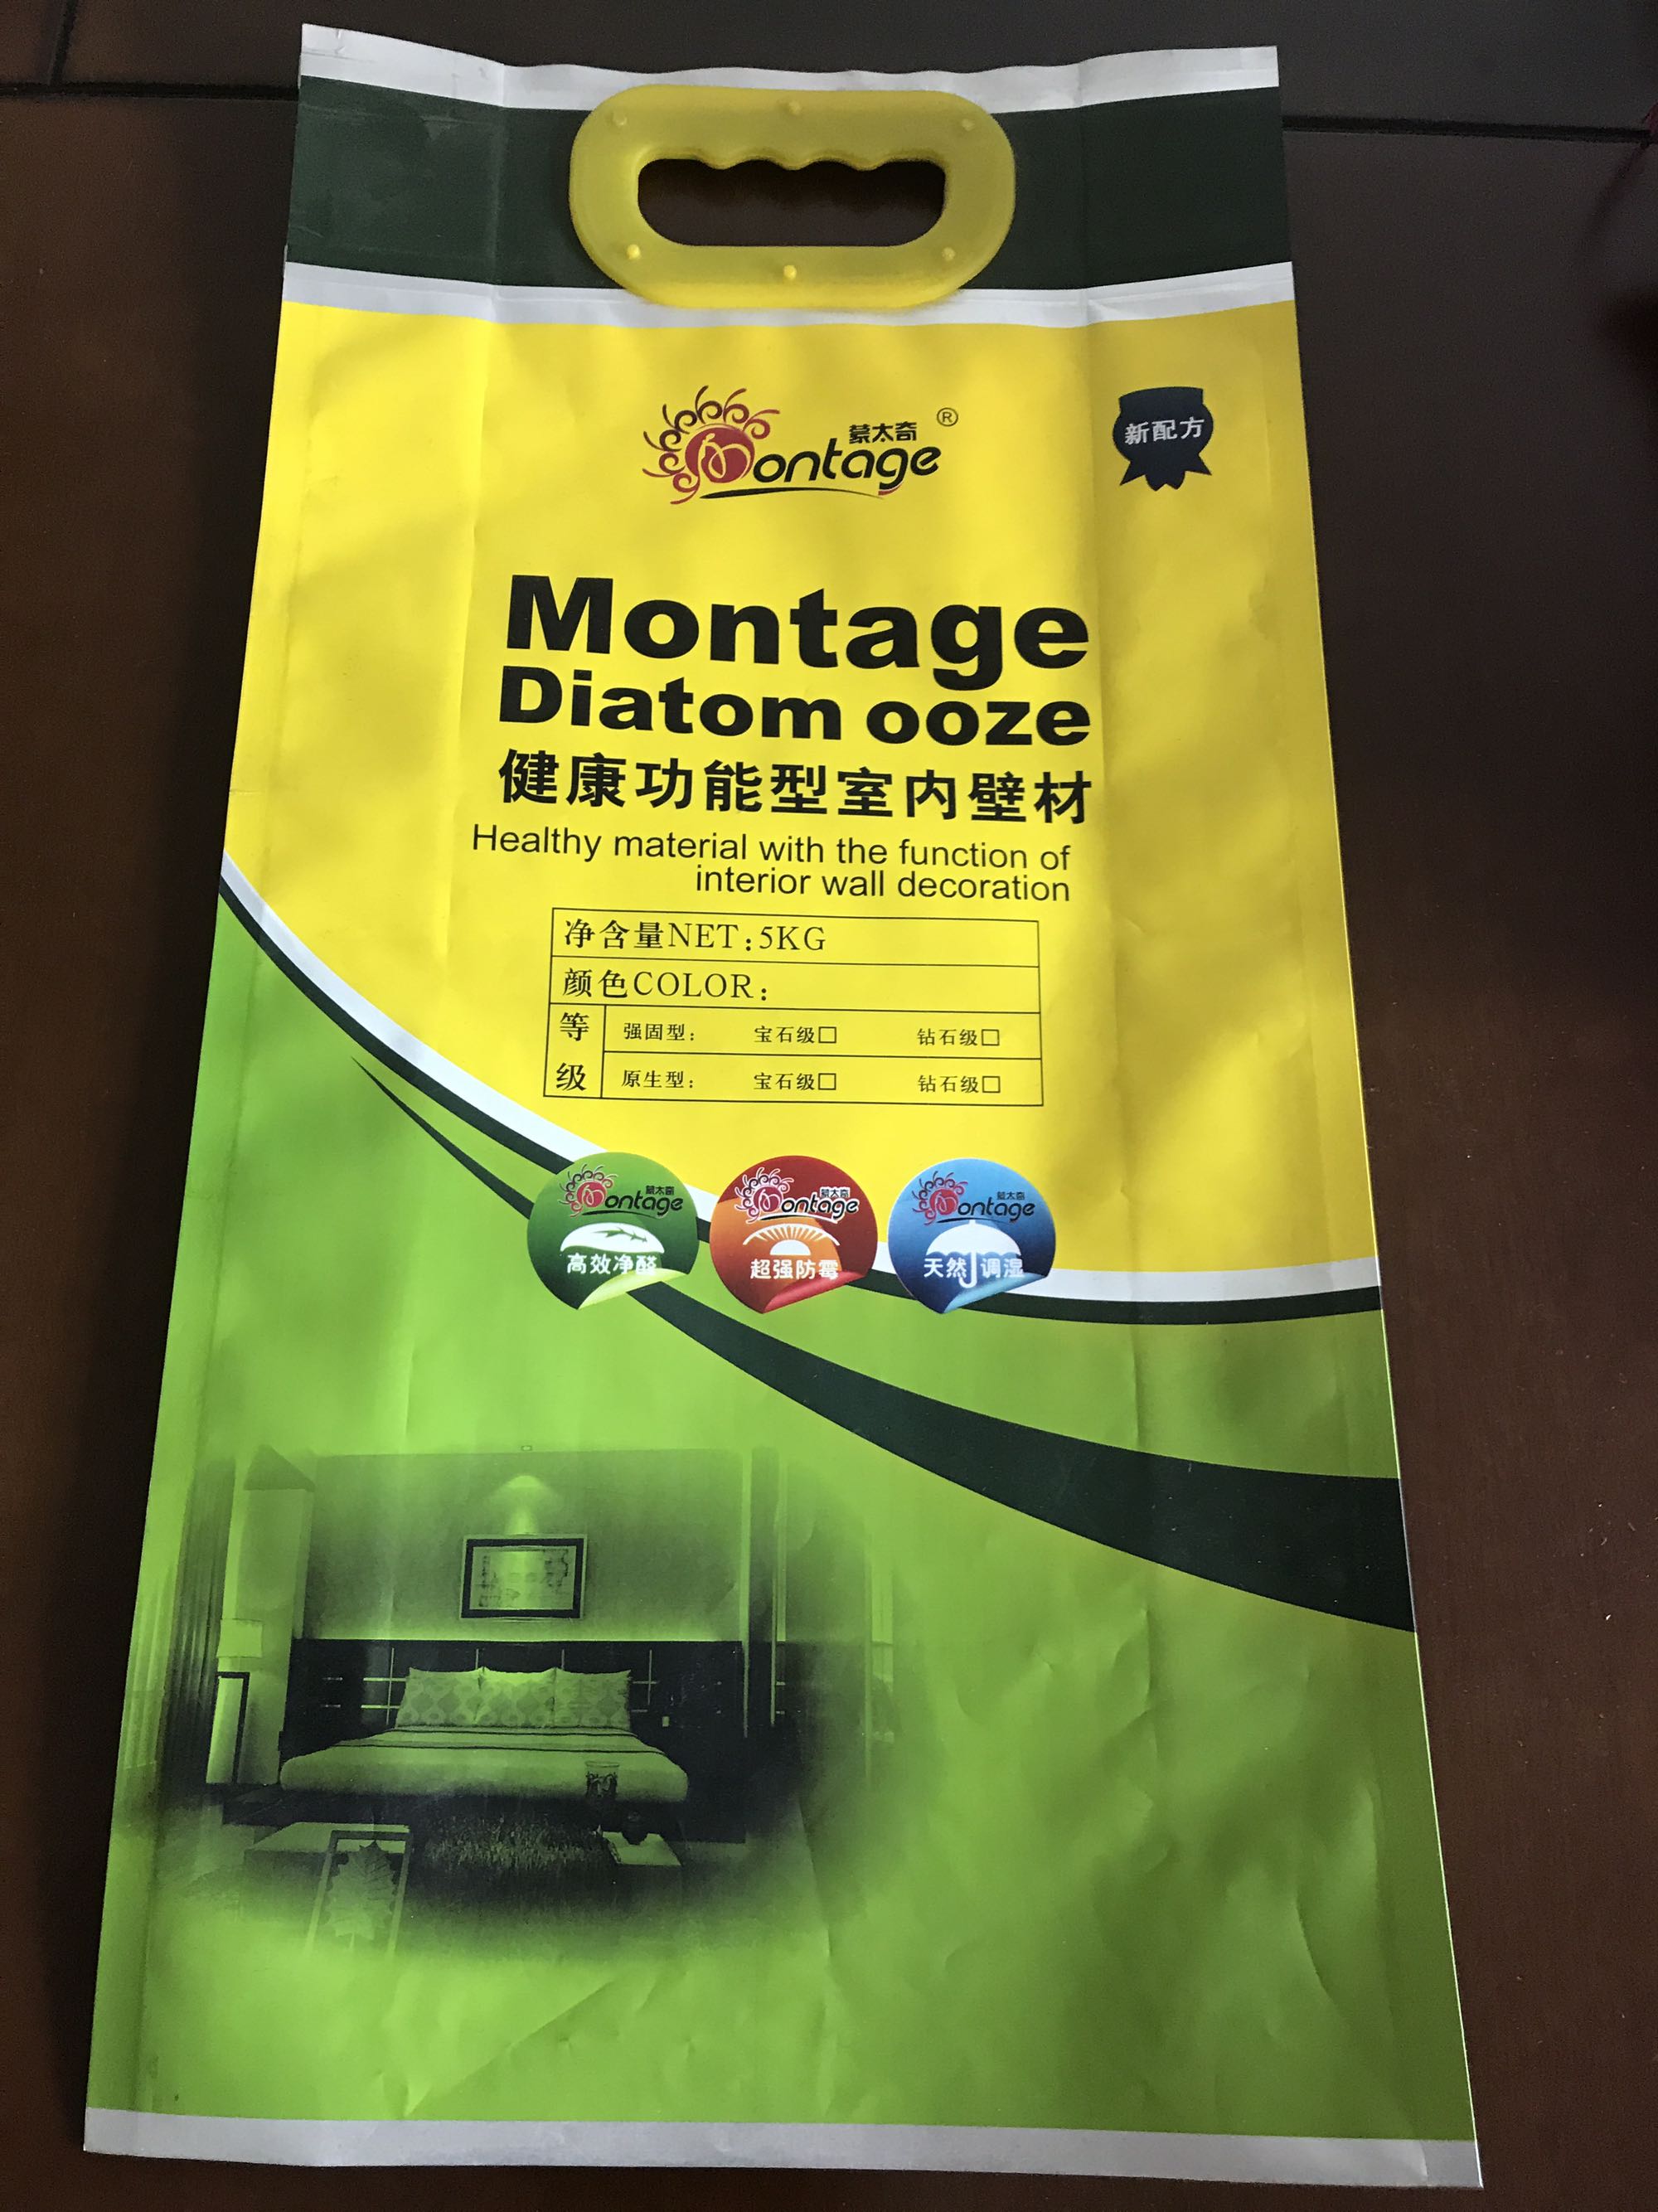 蒙太奇
Montage®
新配方
Montage
Diatom ooze
健康功能型室内壁材
Healthy material with the function of
interior wall decoration
净含量NET:5KG
颜色COLOR:
等级
强固型: 宝石级□ 钻石级□
原生型: 宝石级□ 钻石级□
蒙太奇
Montage
高效净醛
蒙太奇
Montage
超强防霉
蒙太奇
Montage
天然调湿